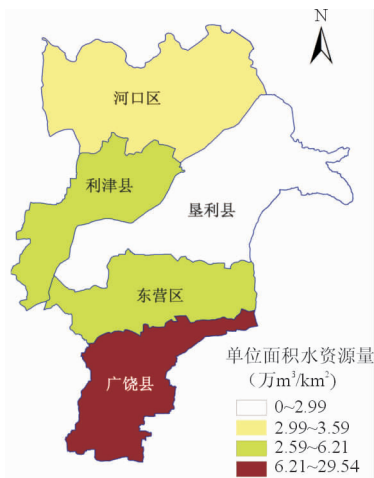 N
河口区
利津县
垦利县
东营区
广饶县
单位面积水资源量
(万m³/km²)
0~2.99
2.99~3.59
2.59~6.21
6.21~29.54